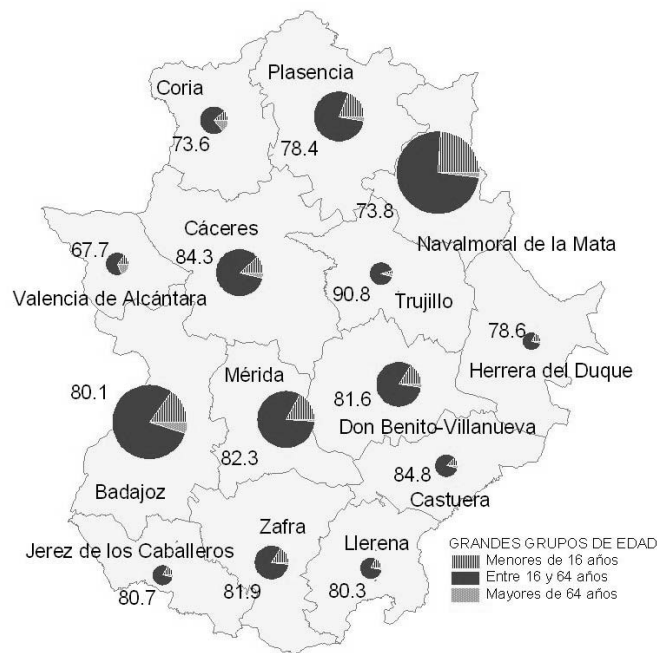 Plasencia
Coria
73.6
78.4
73.8
Navalmoral de la Mata
Cáceres
67.7
84.3
Valencia de Alcántara
90.8
Trujillo
78.6
Herrera del Duque
80.1
Mérida
81.6
Don Benito-Villanueva
82.3
84.8
Badajoz
Castuera
Zafra
Jerez de los Caballeros
Llerena
80.7
81.9
80.3
GRANDES GRUPOS DE EDAD
Menores de 16 años
Entre 16 y 64 años
Mayores de 64 años